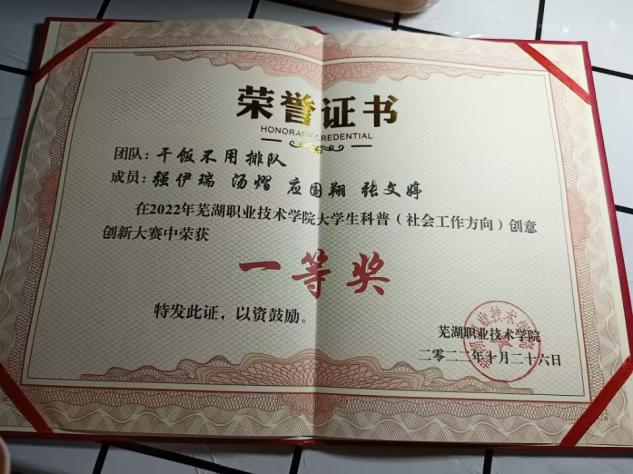 荣誉证书
HONORARY CREDENTIAL
团队：干饭不用排队
成员：强伊瑞 汤熠 应国翔 张文婷
在2022年芜湖职业技术学院大学生科普（社会工作方向）创意
创新大赛中荣获
一等奖
特发此证，以资鼓励。
芜湖职业技术学院
二零二二年十月二十六日